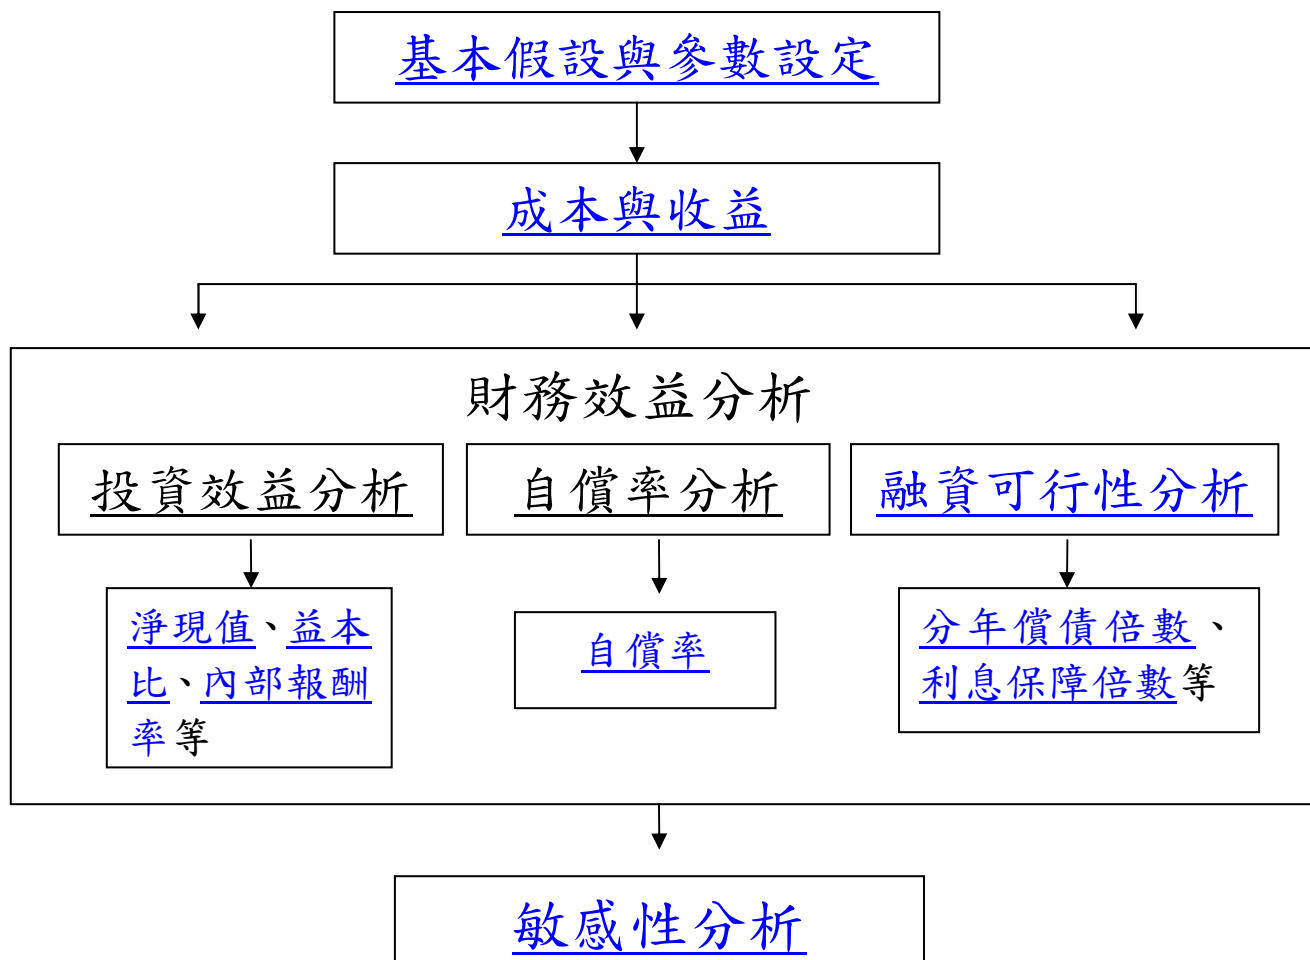 基本假設與參數設定
成本與收益
財務效益分析
投資效益分析
自償率分析
融資可行性分析
淨現值、益本
比、內部報酬
率等
自償率
分年償債倍數、
利息保障倍數等
敏感性分析